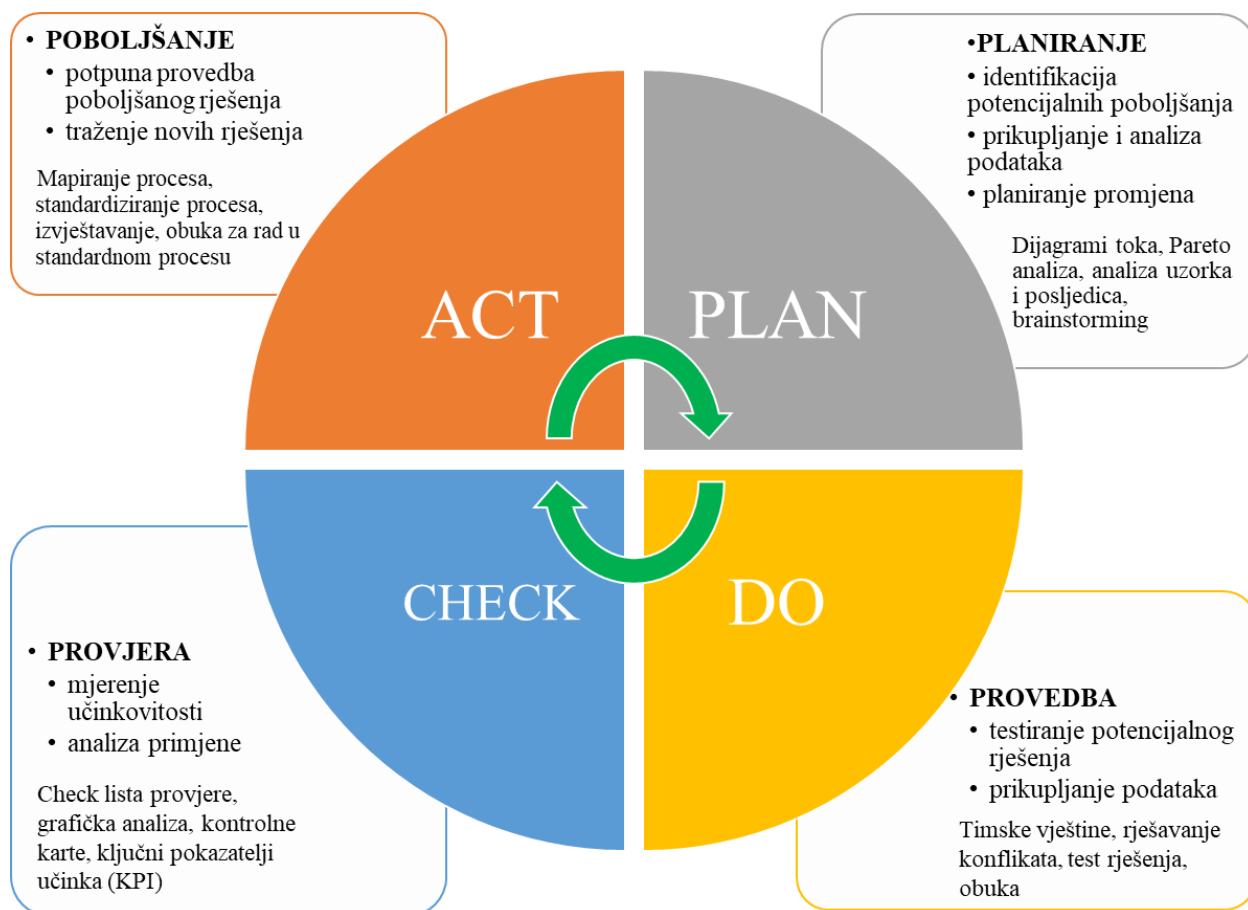 • POBOLJŠANJE
• potpuna provedba
poboljšanog rješenja
• traženje novih rješenja
Mapiranje procesa,
standardiziranje procesa,
izvještavanje, obuka za rad u
standardnom procesu
•PLANIRANJE
• identifikacija
potencijalnih poboljšanja
• prikupljanje i analiza
podataka
• planiranje promjena
Dijagrami toka, Pareto
analiza, analiza uzorka
i posljedica,
brainstorming
ACT
PLAN
CHECK
DO
• PROVJERA
• mjerenje
učinkovitosti
• analiza primjene
Check lista provjere,
grafička analiza, kontrolne
karte, ključni pokazatelji
učinka (KPI)
• PROVEDBA
• testiranje potencijalnog
rješenja
• prikupljanje podataka
Timske vještine, rješavanje
konflikata, test rješenja,
obuka